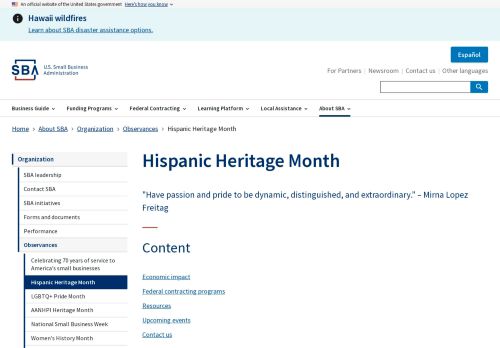 An official website of the United States government Here's how you know
Hawaii wildfires
Learn about SBA disaster assistance options.
Español
SBA U.S. Small Business
Administration
For Partners Newsroom Contact us Other languages
Business Guide Funding Programs Federal Contracting Learning Platform Local Assistance About SBA
Home > About SBA > Organization > Observances > Hispanic Heritage Month
Organization
SBA leadership
Contact SBA
SBA initiatives
Forms and documents
Performance
Observances
Celebrating 70 years of service to
America's small businesses
Hispanic Heritage Month
LGBTQ+ Pride Month
AANHPI Heritage Month
National Small Business Week
Women's History Month
Hispanic Heritage Month
"Have passion and pride to be dynamic, distinguished, and extraordinary." – Mirna Lopez
Freitag
Content
Economic impact
Federal contracting programs
Resources
Upcoming events
Contact us